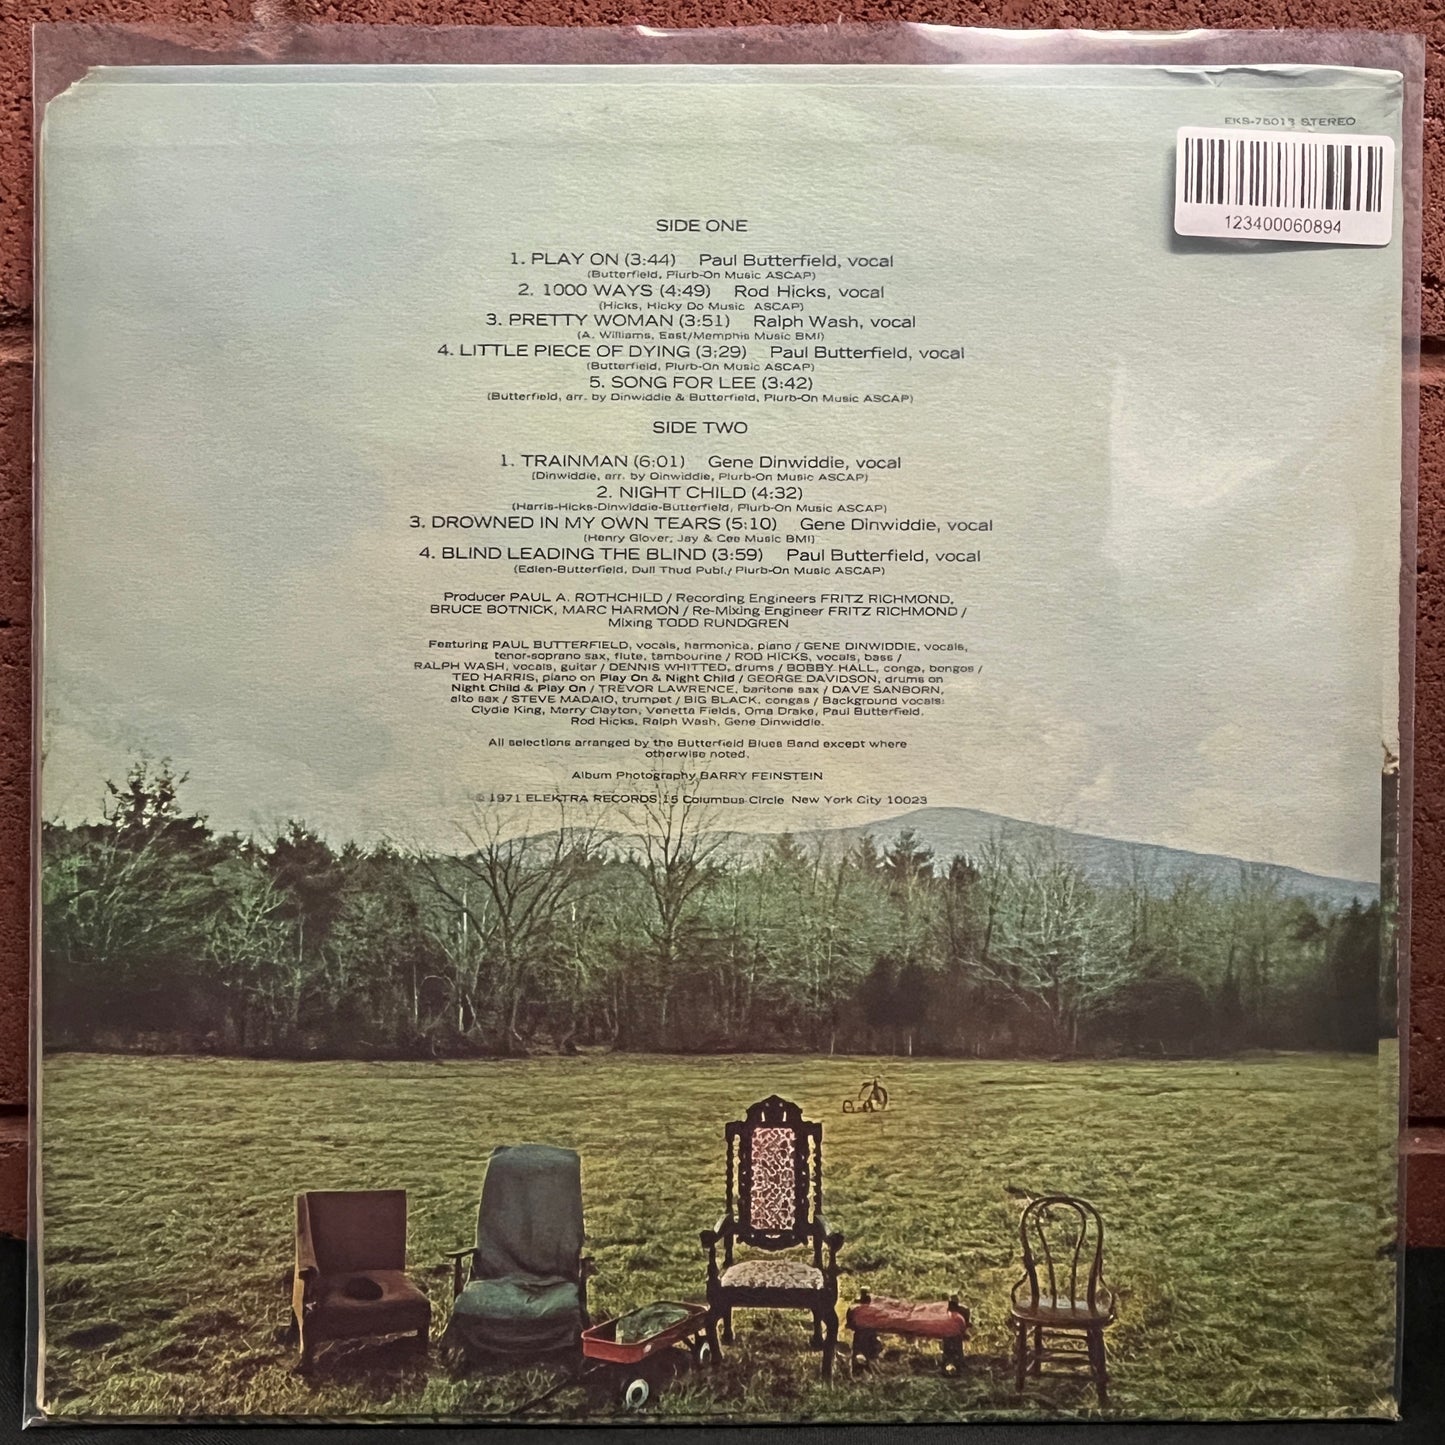 EKS-75013 STEREO
123400060894
SIDE ONE
1. PLAY ON (3:44) Paul Butterfield, vocal
(Butterfield, Plurb-On Music ASCAP)
2. 1000 WAYS (4:49) Rod Hicks, vocal
(Hicks, Hicky Do Music ASCAP)
3. PRETTY WOMAN (3:51) Ralph Wash, vocal
(A. Williams, East/Memphis Music BMI)
4. LITTLE PIECE OF DYING (3:29) Paul Butterfield, vocal
(Butterfield, Plurb-On Music ASCAP)
5. SONG FOR LEE (3:42)
(Butterfield, arr. by Dinwiddie & Butterfield, Plurb-On Music ASCAP)
SIDE TWO
1. TRAINMAN (6:01) Gene Dinwiddie, vocal
(Dinwiddie, arr. by Dinwiddie, Plurb-On Music ASCAP)
2. NIGHT CHILD (4:32)
(Harris-Hicks-Dinwiddie-Butterfield, Plurb-On Music ASCAP)
3. DROWNED IN MY OWN TEARS (5:10) Gene Dinwiddie, vocal
(Henry Glover, Jay & Cee Music BMI)
4. BLIND LEADING THE BLIND (3:59) Paul Butterfield, vocal
(Edlen-Butterfield, Dull Thud Publ./ Plurb-On Music ASCAP)
Producer PAUL A. ROTHCHILD / Recording Engineers FRITZ RICHMOND,
BRUCE BOTNICK, MARC HARMON / Re-Mixing Engineer FRITZ RICHMOND /
Mixing TODD RUNDGREN
Featuring PAUL BUTTERFIELD, vocals, harmonica, piano / GENE DINWIDDIE, vocals,
tenor-soprano sax, flute, tambourine / ROD HICKS, vocals, bass /
RALPH WASH, vocals, guitar / DENNIS WHITTED, drums / BOBBY HALL, conga, bongos /
TED HARRIS, piano on Play On & Night Child / GEORGE DAVIDSON, drums on
Night Child & Play On / TREVOR LAWRENCE, baritone sax / DAVE SANBORN,
alto sax / STEVE MADAIO, trumpet / BIG BLACK, congas / Background vocals:
Clydie King, Merry Clayton, Venetta Fields, Oma Drake, Paul Butterfield,
Rod Hicks, Ralph Wash, Gene Dinwiddie.
All selections arranged by the Butterfield Blues Band except where
otherwise noted.
Album Photography BARRY FEINSTEIN
© 1971 ELEKTRA RECORDS 15 Columbus Circle New York City 10023